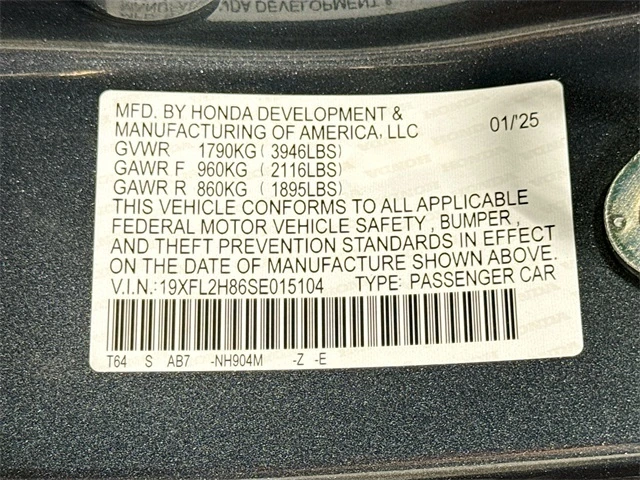 MFD. BY HONDA DEVELOPMENT &
MANUFACTURING OF AMERICA, LLC 01/'25
GVWR 1790KG ( 3946LBS)
GAWR F 960KG ( 2116LBS)
GAWR R 860KG ( 1895LBS)
THIS VEHICLE CONFORMS TO ALL APPLICABLE
FEDERAL MOTOR VEHICLE SAFETY , BUMPER ,
AND THEFT PREVENTION STANDARDS IN EFFECT
ON THE DATE OF MANUFACTURE SHOWN ABOVE.
V.I.N.:19XFL2H86SE015104 TYPE: PASSENGER CAR
T64 S AB7 -NH904M -Z -E